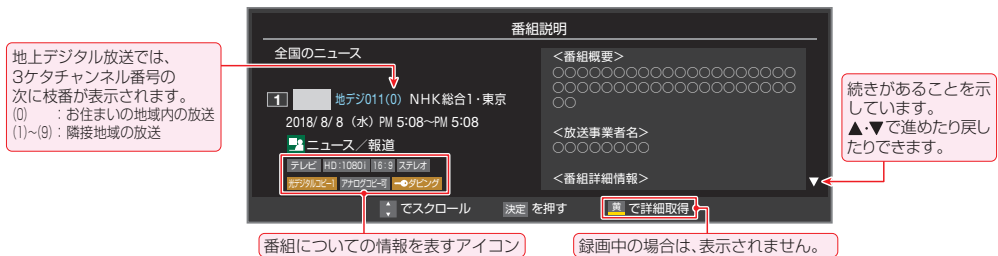 番組説明
地上デジタル放送では、
3ケタチャンネル番号の
次に枝番が表示されます。
(0)　：お住まいの地域内の放送
(1)~(9)：隣接地域の放送
全国のニュース
1 地デジ011(0) NHK総合1・東京
2018/ 8/ 8 （水）PM 5:08～PM 5:08
ニュース／報道
テレビ HD:1080i 16:9 ステレオ
光デジタルコピー1 アナログコピー可 ダビング
＜番組概要＞
○○○○○○○○○○○○○○○○○○○○
○○○○○○○○○○○○○○○○○○○○
○○
＜放送事業者名＞
○○○○○○○○
＜番組詳細情報＞
▼
続きがあることを示
しています。
▲・▼で進めたり戻し
たりできます。
でスクロール 決定 を押す 黄 で詳細取得
番組についての情報を表すアイコン
録画中の場合は、表示されません。